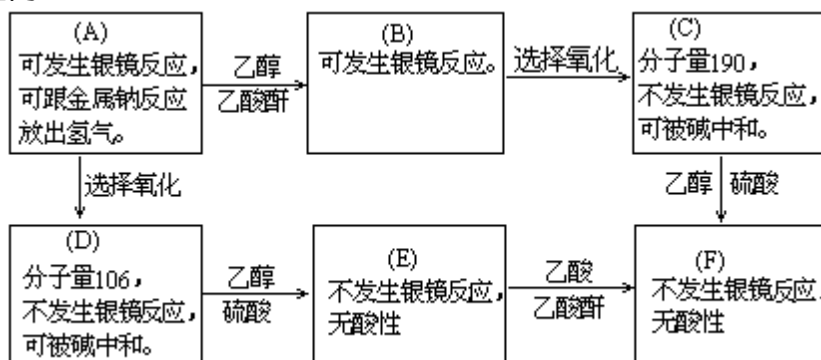 (A)
可发生银镜反应，
可跟金属钠反应
放出氢气。
乙醇
乙酸酐
(B)
可发生银镜反应。
选择氧化
(C)
分子量190，
不发生银镜反应，
可被碱中和。
选择氧化
乙醇 硫酸
(D)
分子量106，
不发生银镜反应，
可被碱中和。
乙醇
硫酸
(E)
不发生银镜反应，
无酸性
乙酸
乙酸酐
(F)
不发生银镜反应，
无酸性